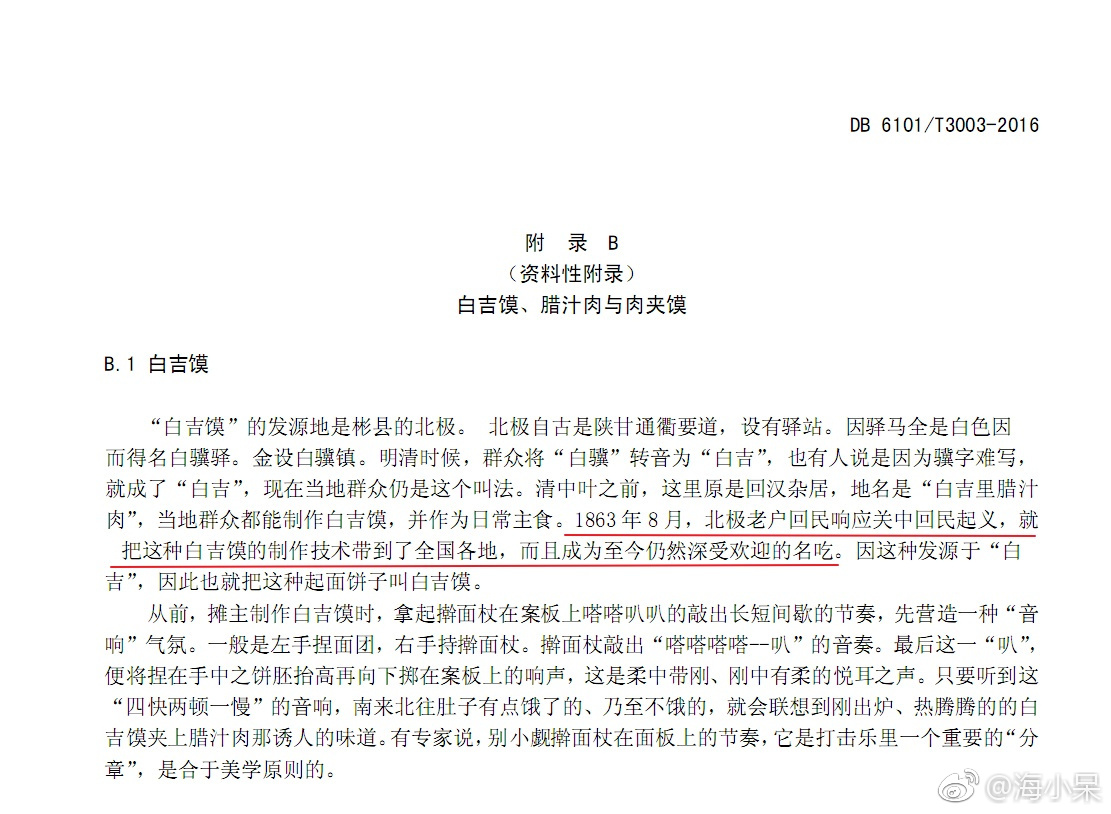 DB 6101/T3003-2016
附 录 B
（资料性附录）
白吉馍、腊汁肉与肉夹馍
B.1 白吉馍
“白吉馍”的发源地是彬县的北极。 北极自古是陕甘通衢要道，设有驿站。因驿马全是白色因
而得名白骥驿。金设白骥镇。明清时候，群众将“白骥”转音为“白吉”，也有人说是因为骥字难写，
就成了“白吉”，现在当地群众仍是这个叫法。清中叶之前，这里原是回汉杂居，地名是“白吉里腊汁
肉”，当地群众都能制作白吉馍，并作为日常主食。1863年8月，北极老户回民响应关中回民起义，就
把这种白吉馍的制作技术带到了全国各地，而且成为至今仍然深受欢迎的名吃。因这种发源于“白
吉”，因此也就把这种起面饼子叫白吉馍。
从前，摊主制作白吉馍时，拿起擀面杖在案板上嗒嗒叭叭的敲出长短间歇的节奏，先营造一种“音
响”气氛。一般是左手捏面团，右手持擀面杖。擀面杖敲出“嗒嗒嗒嗒--叭”的音奏。最后这一“叭”，
便将捏在手中之饼胚抬高再向下掷在案板上的响声，这是柔中带刚、刚中有柔的悦耳之声。只要听到这
“四快两顿一慢”的音响，南来北往肚子有点饿了的、乃至不饿的，就会联想到刚出炉、热腾腾的的白
吉馍夹上腊汁肉那诱人的味道。有专家说，别小觑擀面杖在面板上的节奏，它是打击乐里一个重要的“分
章”，是合于美学原则的。
@海小呆